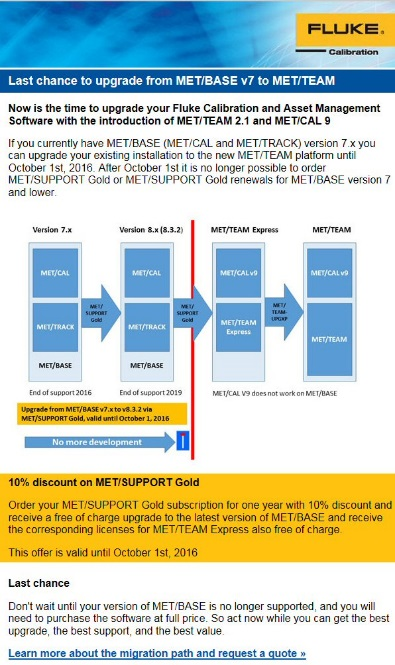 FLUKE®
Calibration
Last chance to upgrade from MET/BASE v7 to MET/TEAM
Now is the time to upgrade your Fluke Calibration and Asset Management
Software with the introduction of MET/TEAM 2.1 and MET/CAL 9
If you currently have MET/BASE (MET/CAL and MET/TRACK) version 7.x you
can upgrade your existing installation to the new MET/TEAM platform until
October 1st, 2016. After October 1st it is no longer possible to order
MET/SUPPORT Gold or MET/SUPPORT Gold renewals for MET/BASE version 7
and lower.
Version 7.x
MET/CAL
MET/TRACK
MET/BASE
End of support 2016
MET/
SUPPORT
Gold
Version 8.x (8.3.2)
MET/CAL
MET/TRACK
MET/BASE
End of support 2019
MET/
SUPPORT
Gold
MET/TEAM Express
MET/CAL v9
MET/TEAM
Express
MET/
TEAM-
UPGXP
MET/TEAM
MET/CAL v9
MET/TEAM
MET/CAL V9 does not work on MET/BASE
Upgrade from MET/BASE v7.x to v8.3.2 via
MET/SUPPORT Gold, valid until October 1, 2016
No more development
10% discount on MET/SUPPORT Gold
Order your MET/SUPPORT Gold subscription for one year with 10% discount and
receive a free of charge upgrade to the latest version of MET/BASE and receive
the corresponding licenses for MET/TEAM Express also free of charge.
This offer is valid until October 1st, 2016
Last chance
Don't wait until your version of MET/BASE is no longer supported, and you will
need to purchase the software at full price. So act now while you can get the best
upgrade, the best support, and the best value.
Learn more about the migration path and request a quote »